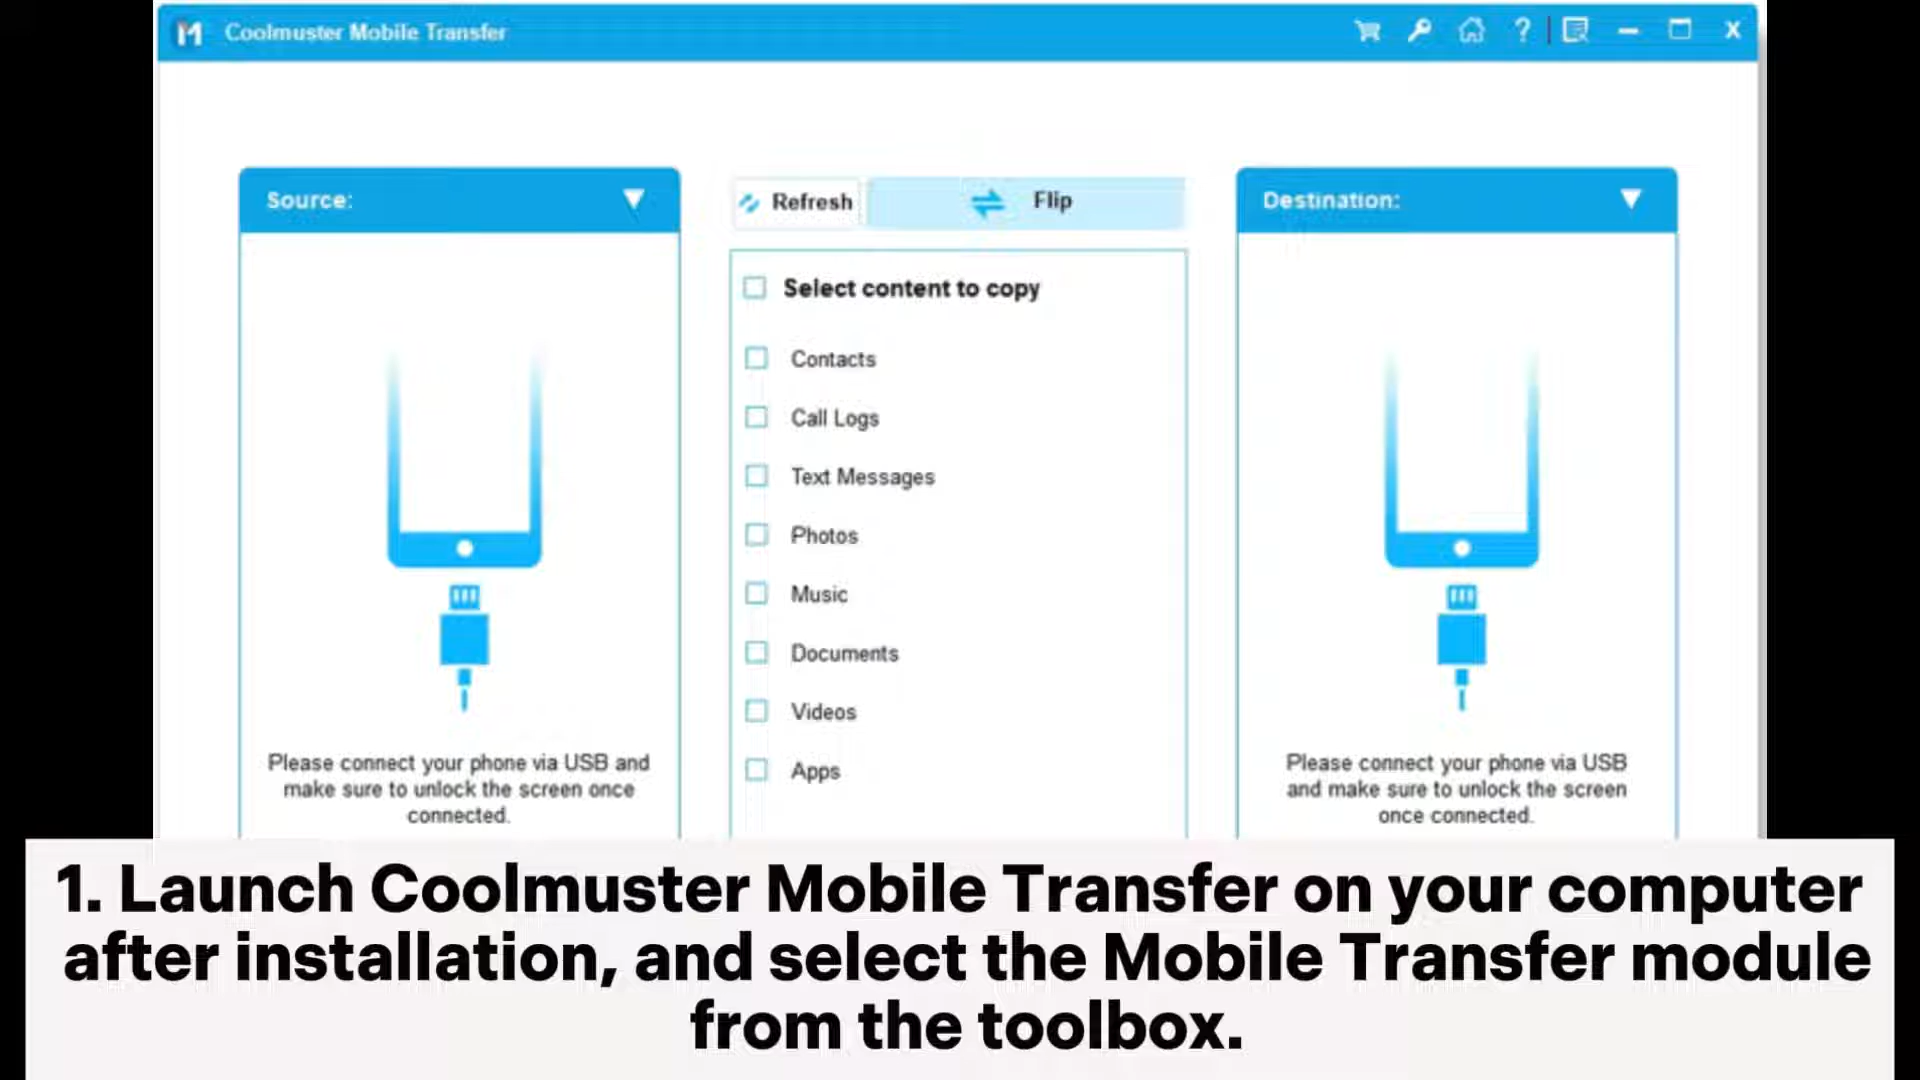 Coolmuster Mobile Transfer
?
X
Source:
Refresh
Flip
Destination:
Select content to copy
Contacts
Call Logs
Text Messages
Photos
Music
Documents
Videos
Apps
Please connect your phone via USB and
make sure to unlock the screen once
connected.
Please connect your phone via USB
and make sure to unlock the screen
once connected.
1. Launch Coolmuster Mobile Transfer on your computer
after installation, and select the Mobile Transfer module
from the toolbox.